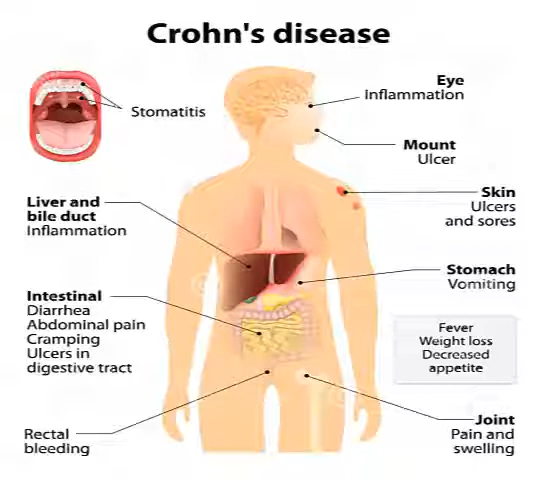 Crohn's disease
Stomatitis
Eye
Inflammation
Mount
Ulcer
Skin
Ulcers
and sores
Liver and
bile duct
Inflammation
Stomach
Vomiting
Intestinal
Diarrhea
Abdominal pain
Cramping
Ulcers in
digestive tract
Fever
Weight loss
Decreased
appetite
Rectal
bleeding
Joint
Pain and
swelling